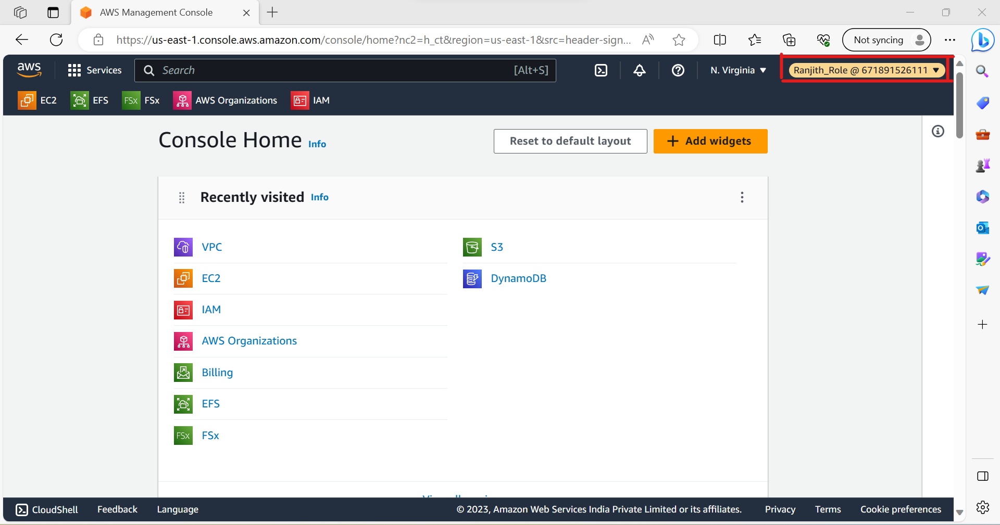 AWS Management Console
https://us-east-1.console.aws.amazon.com/console/home?nc2=h_ct&region=us-east-1&src=header-sign...
Not syncing
aws
Services
Search
[Alt+S]
N. Virginia
Ranjith_Role @ 671891526111
EC2
EFS
FSx FSx
AWS Organizations
IAM
Console Home Info
Reset to default layout
Add widgets
Recently visited Info
VPC
EC2
IAM
AWS Organizations
Billing
EFS
FSx FSx
S3
DynamoDB
CloudShell
Feedback
Language
© 2023, Amazon Web Services India Private Limited or its affiliates.
Privacy
Terms
Cookie preferences